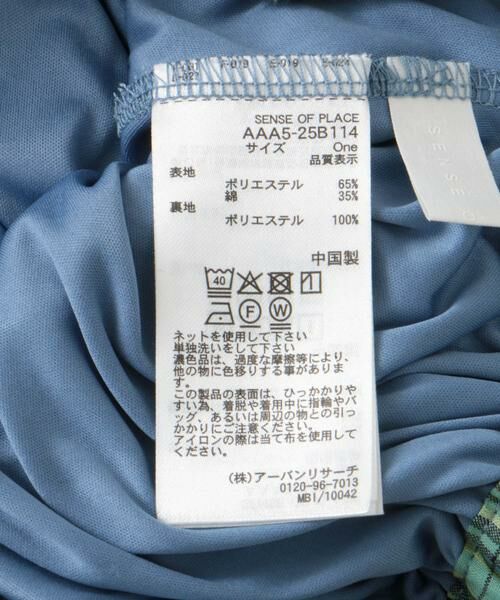 E-019
E-024
SENSE OF PLACE
AAA5-25B114
サイズ One
品質表示
表地
ポリエステル 65%
綿 35%
裏地
ポリエステル 100%
中国製
40
F W
ネットを使用して下さい
単独洗いをして下さい
濃色品は、過度な摩擦等により、
他の物に色移りする事があり
ます。
この製品の表面は、ひっかかりや
すい為、着脱や着用中に指輪やバ
ッグ、あるいは周辺の物との引っ
かかりにご注意ください。
アイロンの際は当て布を使用して
ください。
(株)アーバンリサーチ
0120-96-7013
MBI/10042
SENSE